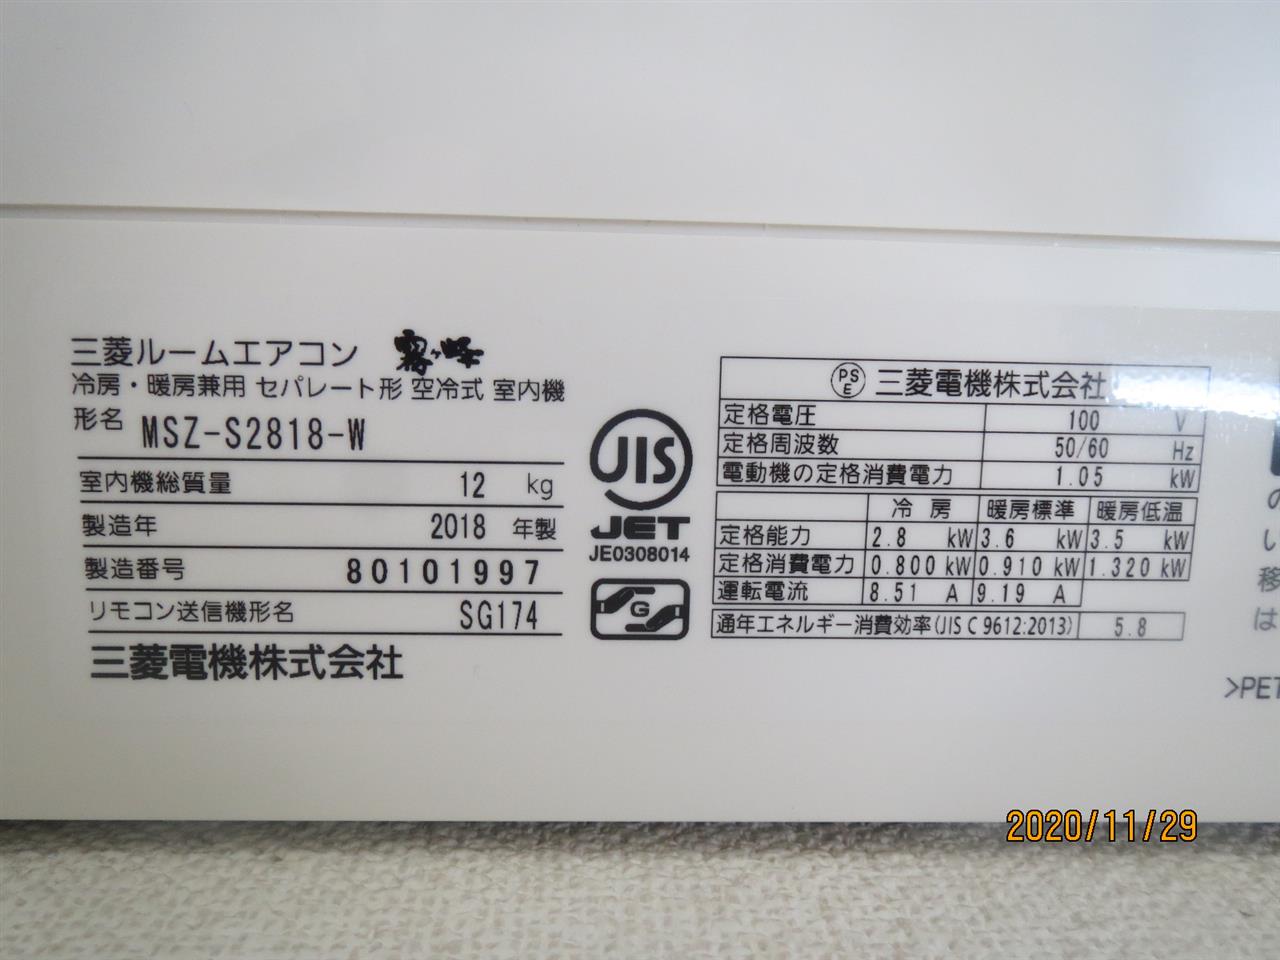 三菱ルームエアコン 霧ヶ峰
冷房・暖房兼用 セパレート形 空冷式 室内機
形名 MSZ-S2818-W
室内機総質量 12 kg
製造年 2018 年製
製造番号 80101997
リモコン送信機形名 SG174
三菱電機株式会社
JIS
JET
JE0308014
G
PSE 三菱電機株式会社
定格電圧 100 V
定格周波数 50/60 Hz
電動機の定格消費電力 1.05 kW
冷房 暖房標準 暖房低温
定格能力 2.8 kW 3.6 kW 3.5 kW
定格消費電力 0.800 kW 0.910 kW 1.320 kW
運転電流 8.51 A 9.19 A
通年エネルギー消費効率(JIS C 9612:2013) 5.8
の
い
移
は
>PET
2020/11/29